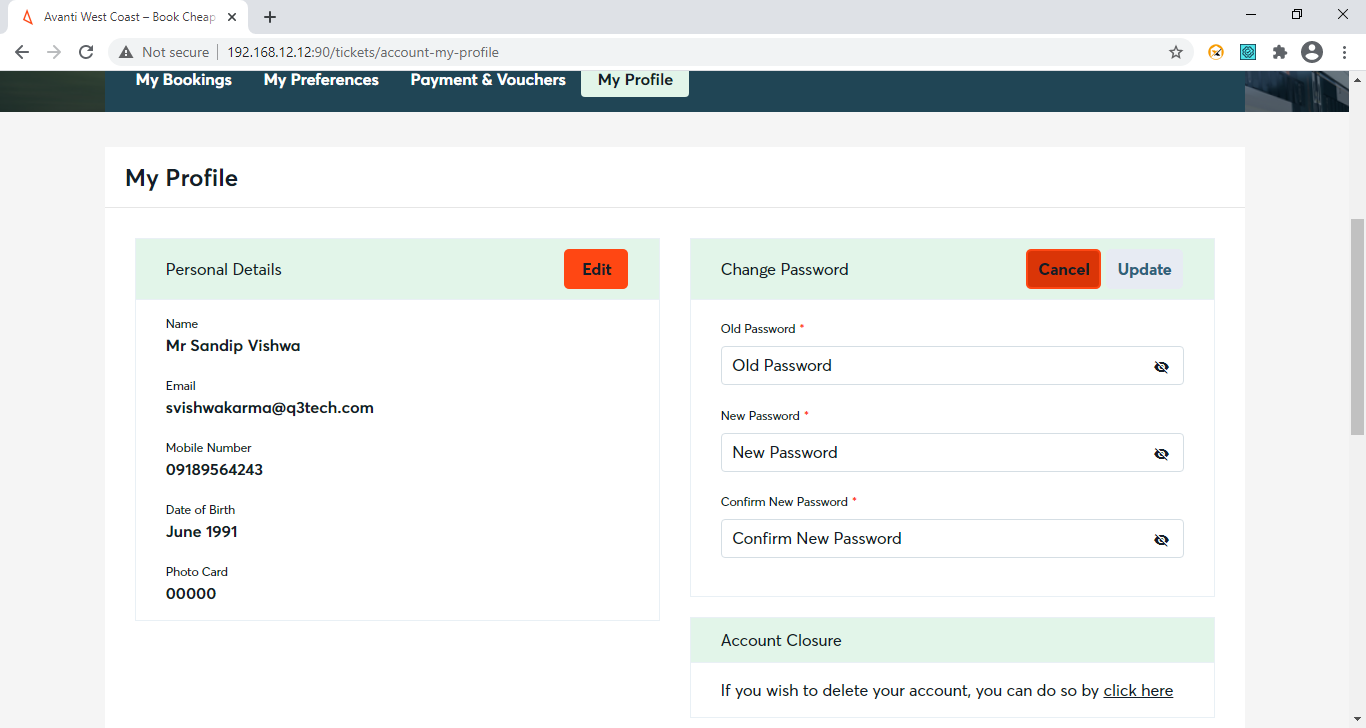 Avanti West Coast – Book Cheap
Not secure
192.168.12.12:90/tickets/account-my-profile
My Bookings My Preferences Payment & Vouchers My Profile
My Profile
Personal Details
Edit
Name
Mr Sandip Vishwa
Email
svishwakarma@q3tech.com
Mobile Number
09189564243
Date of Birth
June 1991
Photo Card
00000
Change Password
Cancel Update
Old Password *
Old Password
New Password *
New Password
Confirm New Password *
Confirm New Password
Account Closure
If you wish to delete your account, you can do so by click here